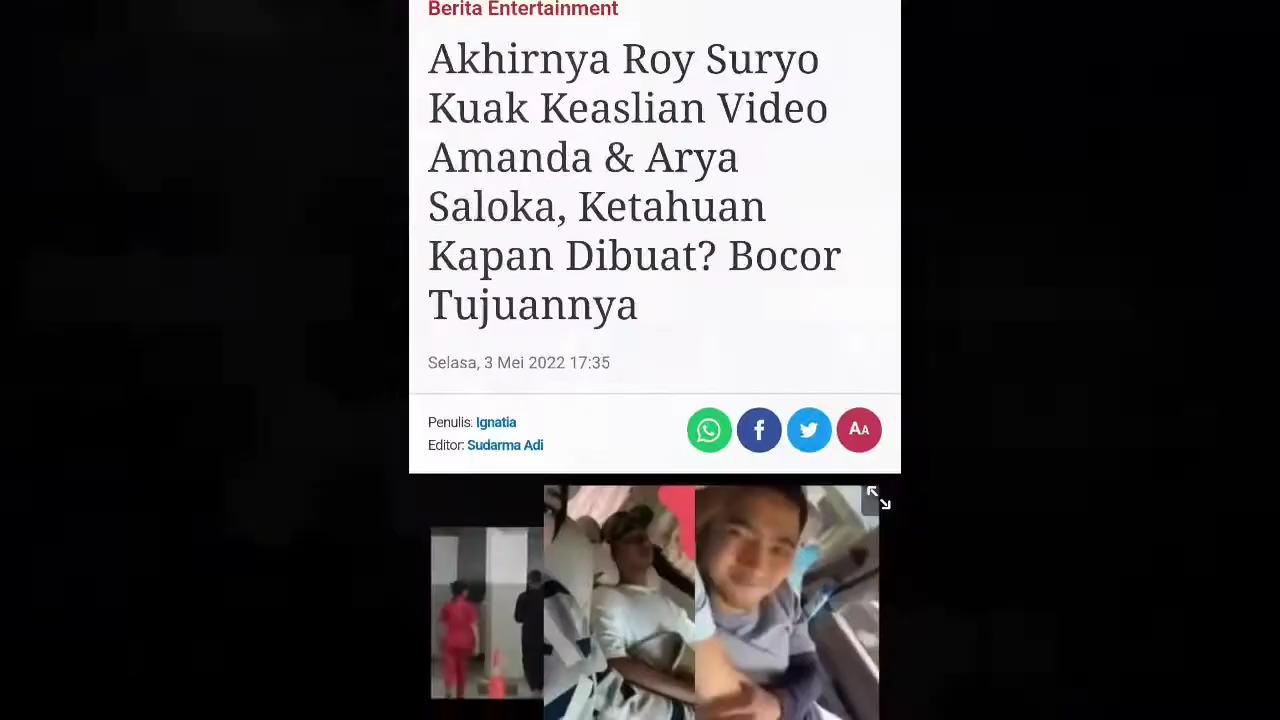 Berita Entertainment
Akhirnya Roy Suryo
Kuak Keaslian Video
Amanda & Arya
Saloka, Ketahuan
Kapan Dibuat? Bocor
Tujuannya
Selasa, 3 Mei 2022 17:35
Penulis: Ignatia
Editor: Sudarma Adi
AA